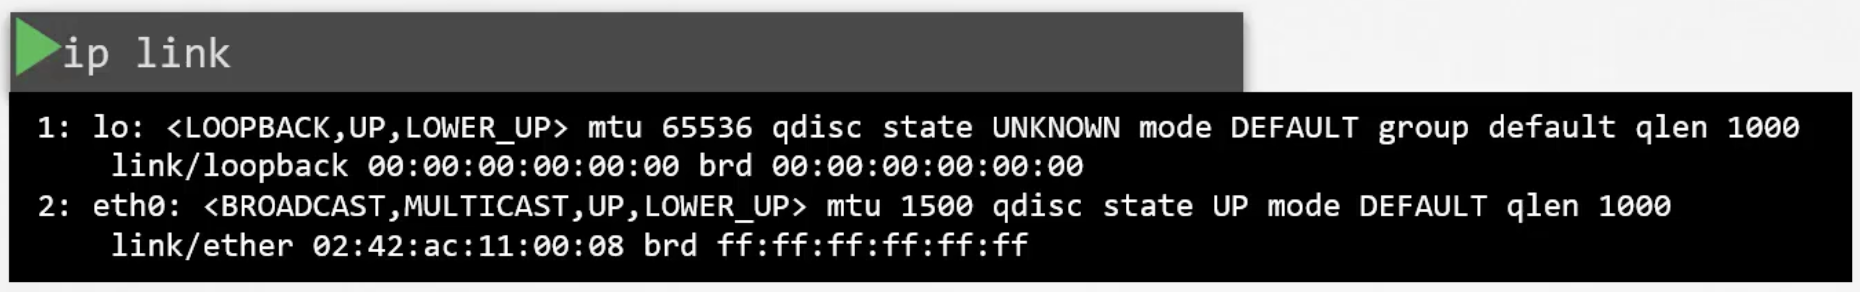 ip link
1: lo: <LOOPBACK,UP,LOWER_UP> mtu 65536 qdisc state UNKNOWN mode DEFAULT group default qlen 1000
link/loopback 00:00:00:00:00:00 brd 00:00:00:00:00:00
2: eth0: <BROADCAST,MULTICAST,UP,LOWER_UP> mtu 1500 qdisc state UP mode DEFAULT qlen 1000
link/ether 02:42:ac:11:00:08 brd ff:ff:ff:ff:ff:ff